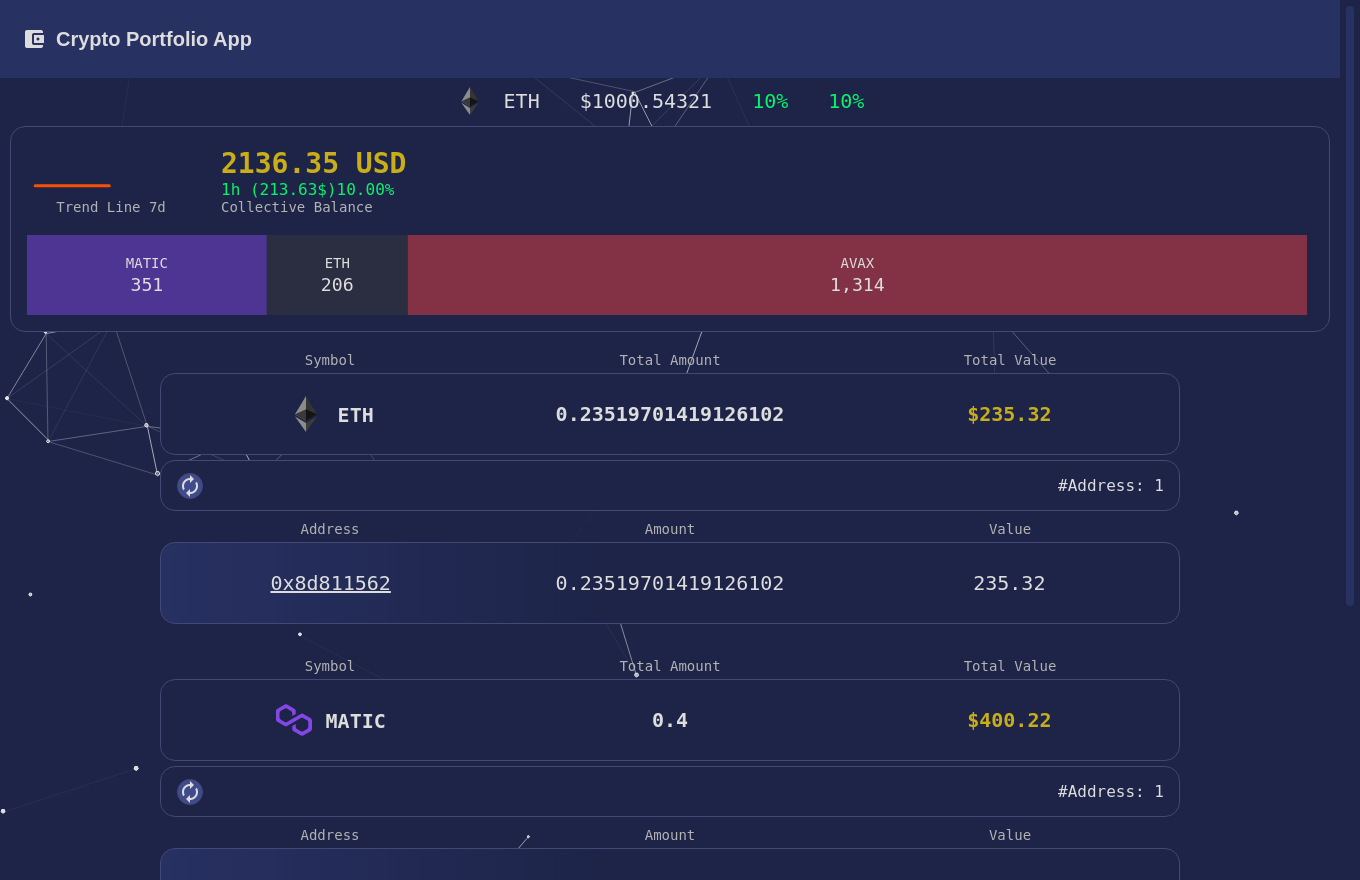 Crypto Portfolio App
ETH $1000.54321 10% 10%
2136.35 USD
1h (213.63$)10.00%
Trend Line 7d Collective Balance
MATIC ETH AVAX
351 206 1,314
Symbol Total Amount Total Value
ETH 0.23519701419126102 $235.32
#Address: 1
Address Amount Value
0x8d811562 0.23519701419126102 235.32
Symbol Total Amount Total Value
MATIC 0.4 $400.22
#Address: 1
Address Amount Value